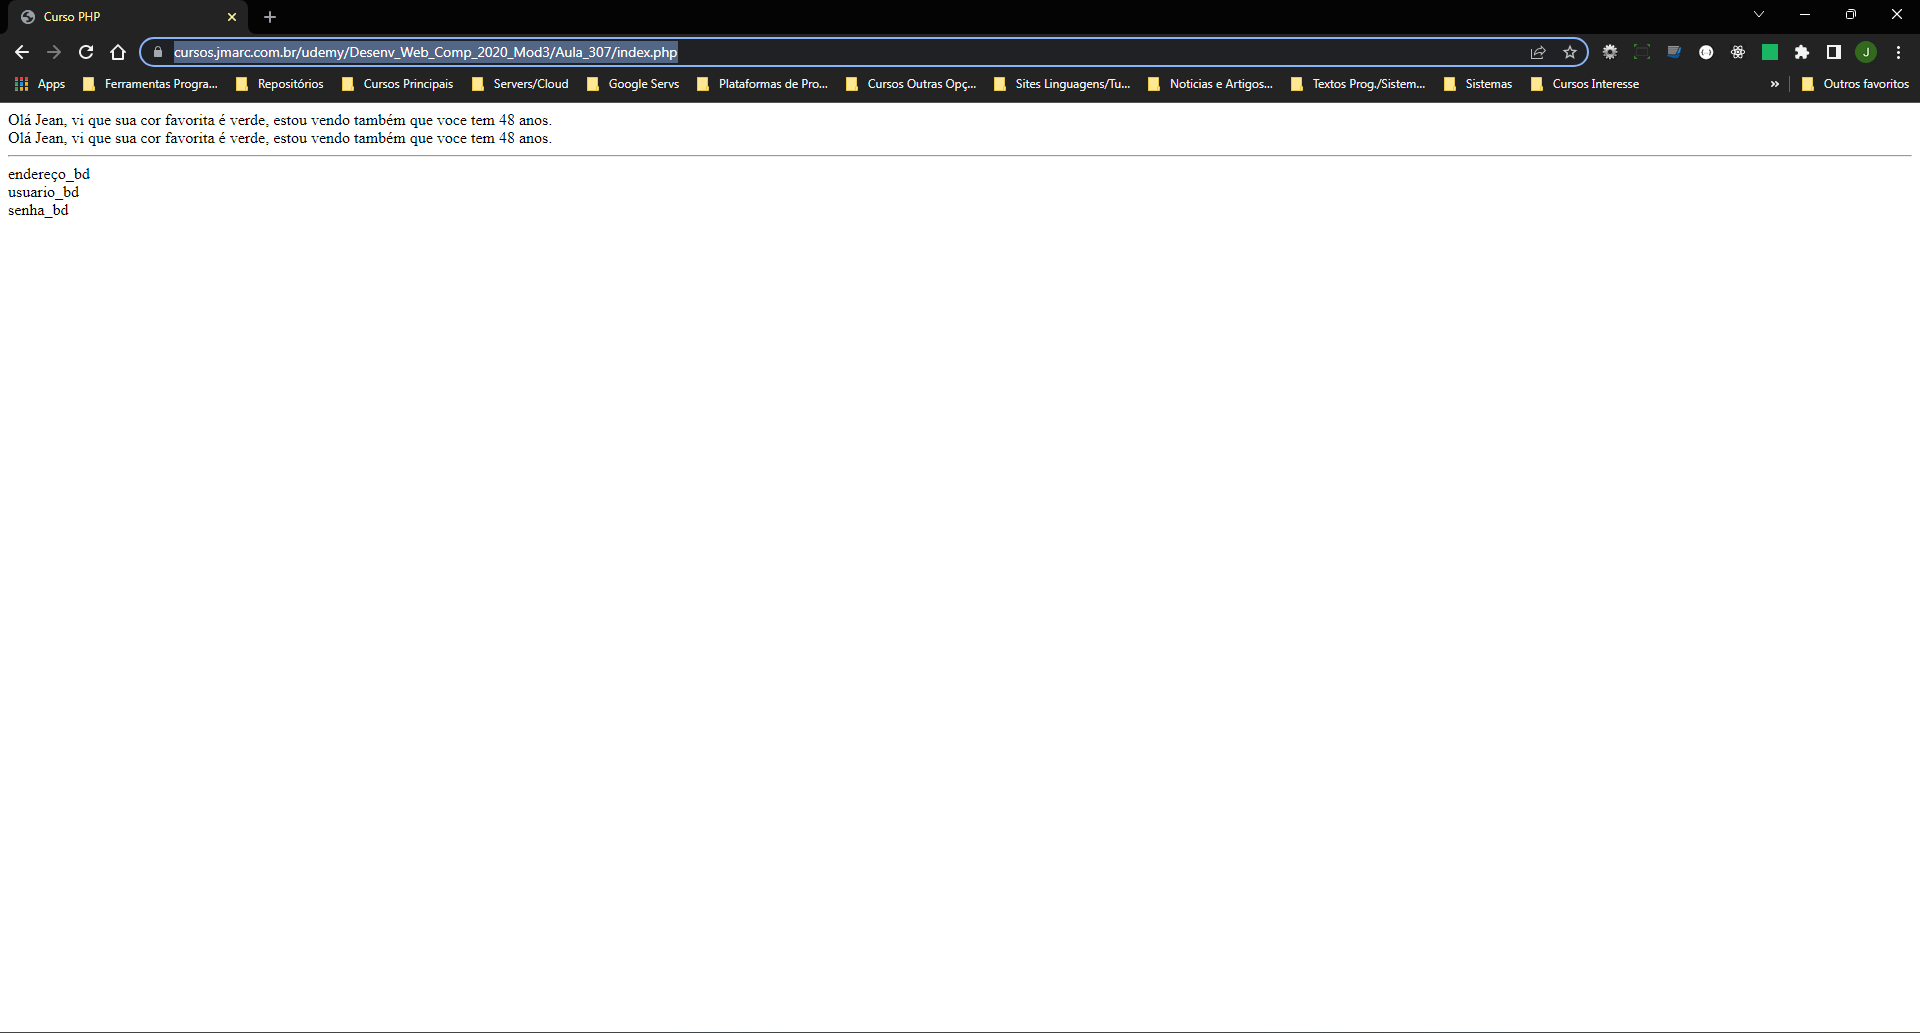 Curso PHP
cursos.jmarc.com.br/udemy/Desenv_Web_Comp_2020_Mod3/Aula_307/index.php
J
Apps Ferramentas Progra... Repositórios Cursos Principais Servers/Cloud Google Servs Plataformas de Pro... Cursos Outras Opç... Sites Linguagens/Tu... Noticias e Artigos... Textos Prog./Sistem... Sistemas Cursos Interesse » Outros favoritos
Olá Jean, vi que sua cor favorita é verde, estou vendo também que voce tem 48 anos.
Olá Jean, vi que sua cor favorita é verde, estou vendo também que voce tem 48 anos.
endereço_bd
usuario_bd
senha_bd